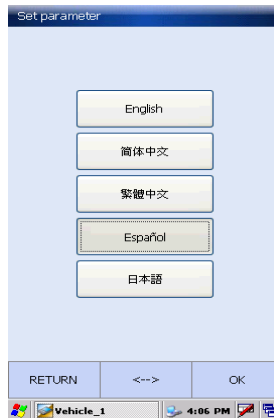 Set parameter
English
简体中文
繁體中文
Español
日本語
RETURN <--> OK
Vehicle_1 4:06 PM